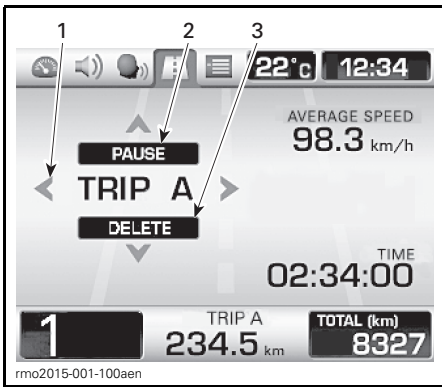 1 2 3
22°c 12:34
AVERAGE SPEED
98.3 km/h
PAUSE
TRIP A
DELETE
TIME
02:34:00
1
TRIP A
234.5 km
TOTAL (km)
8327
rmo2015-001-100aen